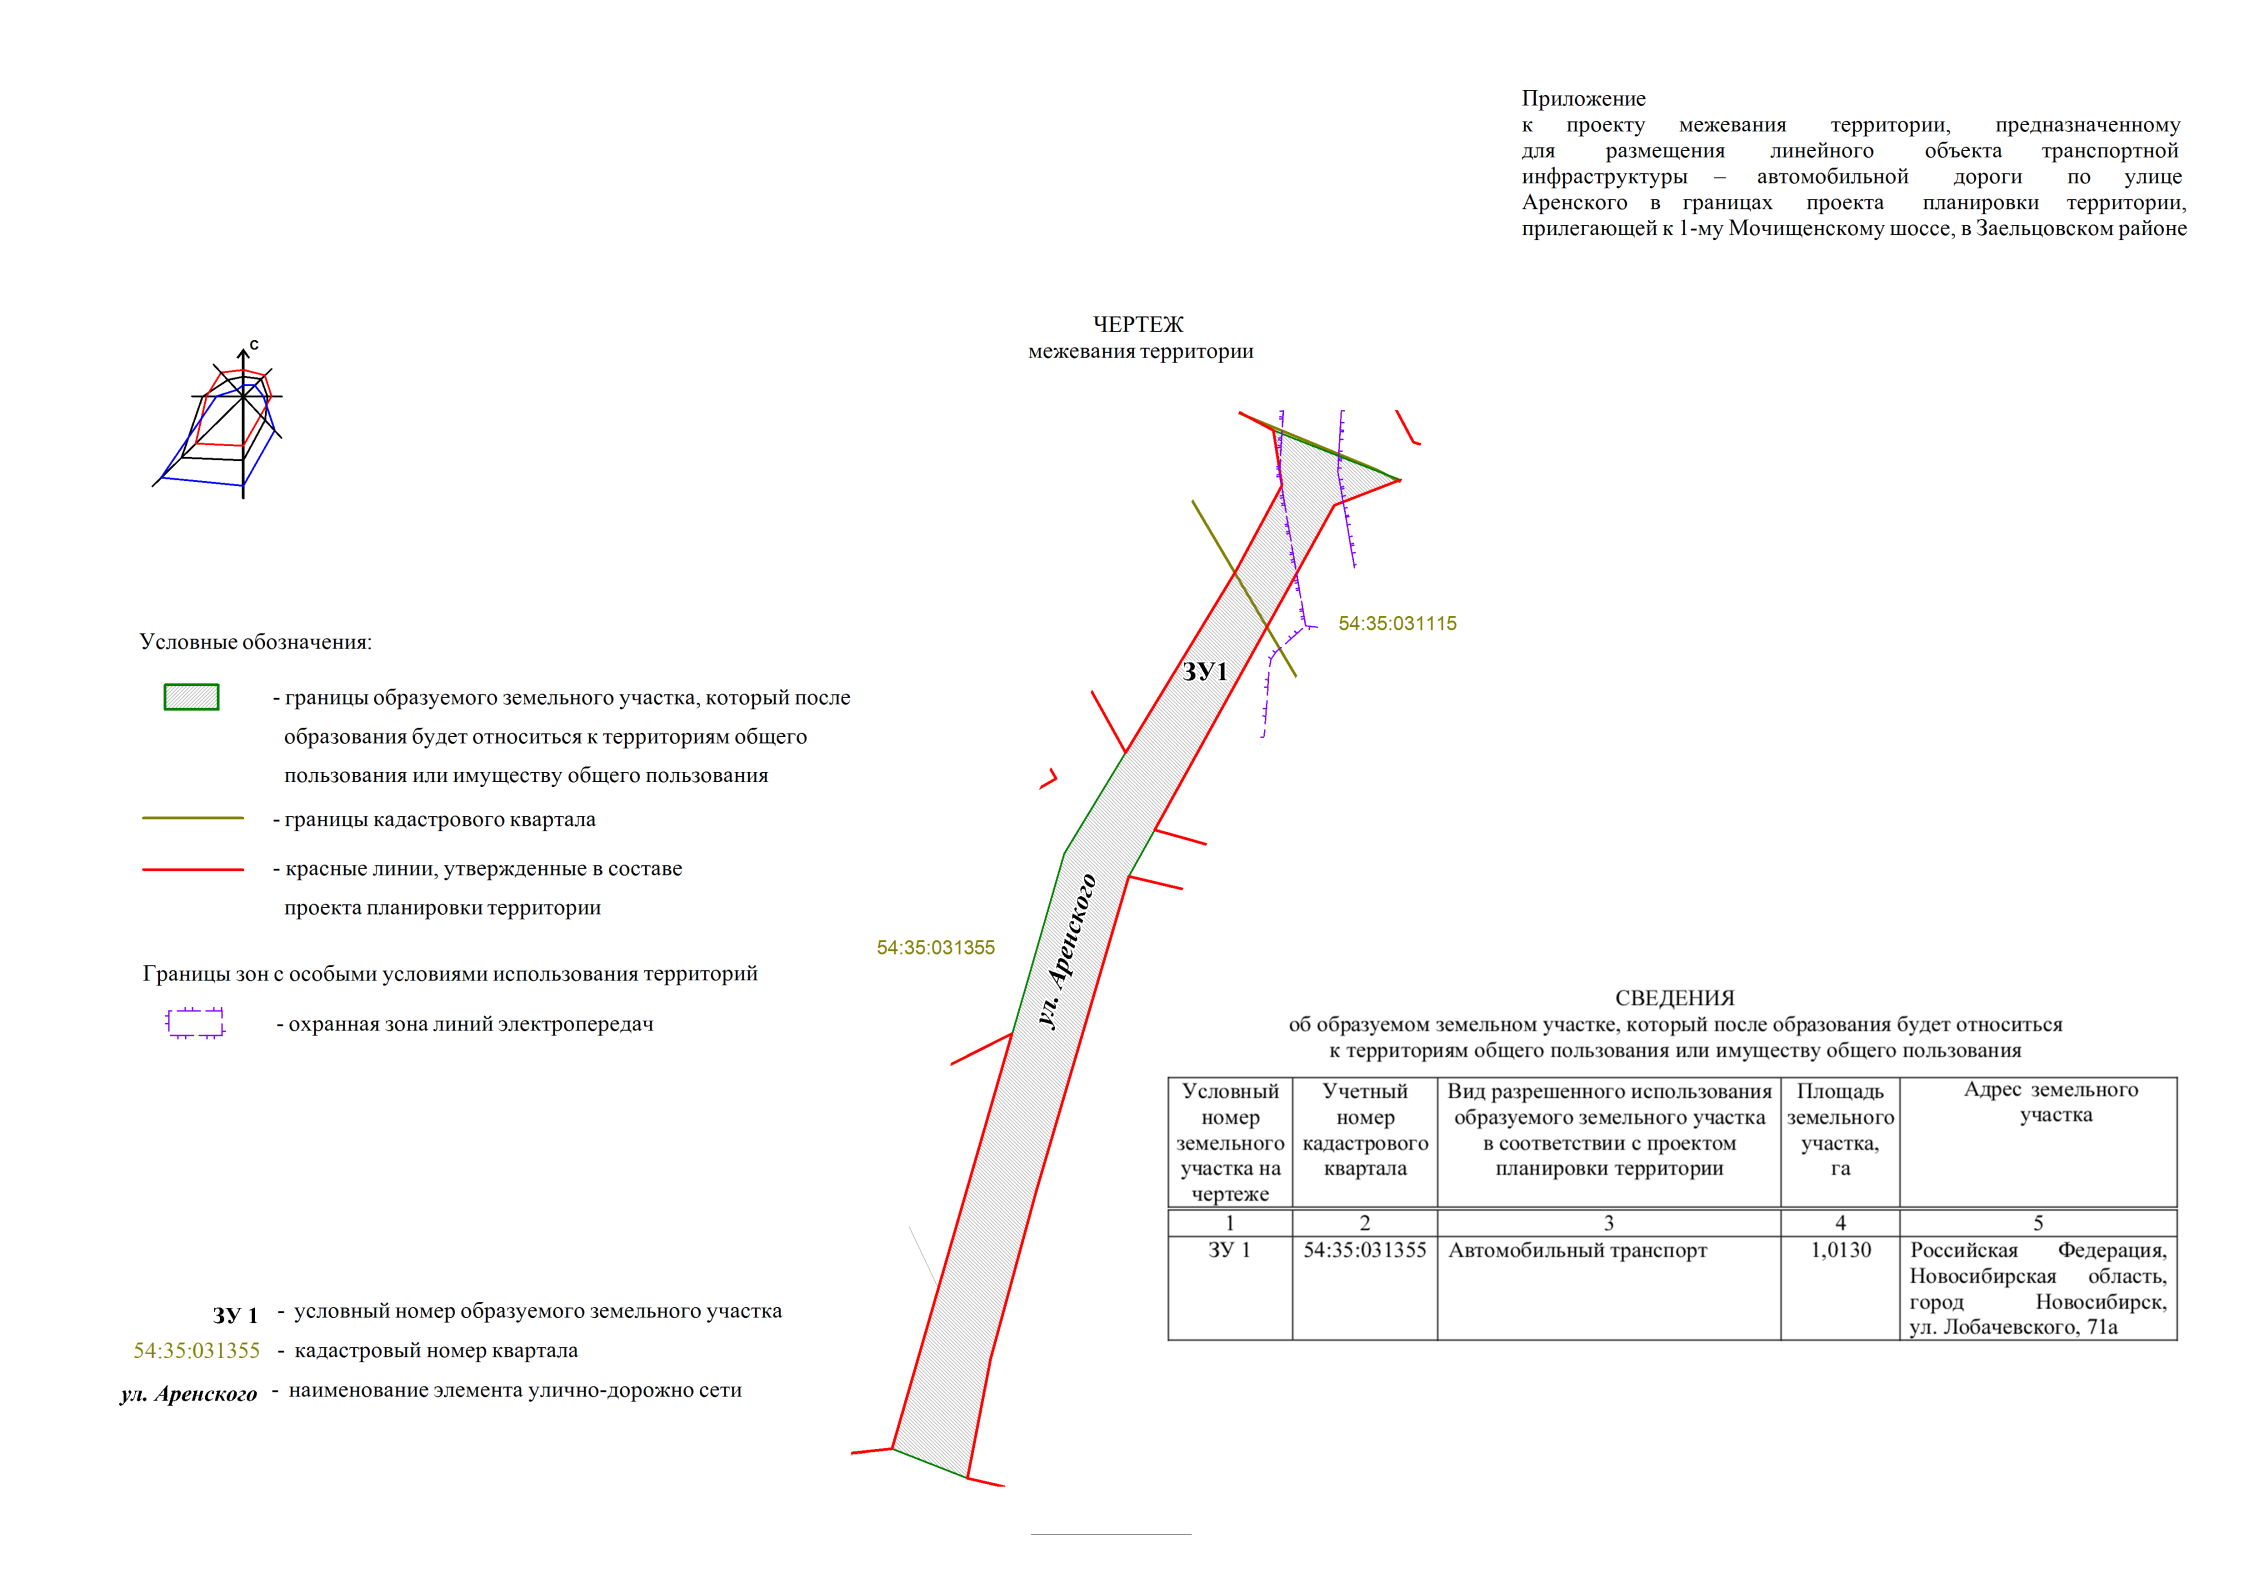 Приложение
к проекту межевания территории, предназначенному
для размещения линейного объекта транспортной
инфраструктуры – автомобильной дороги по улице
Аренского в границах проекта планировки территории,
прилегающей к 1-му Мочищенскому шоссе, в Заельцовском районе
ЧЕРТЕЖ
межевания территории
С
54:35:031115
ЗУ1
ул. Аренского
54:35:031355
Условные обозначения:
- границы образуемого земельного участка, который после
образования будет относиться к территориям общего
пользования или имуществу общего пользования
- границы кадастрового квартала
- красные линии, утвержденные в составе
проекта планировки территории
Границы зон с особыми условиями использования территорий
- охранная зона линий электропередач
ЗУ 1 - условный номер образуемого земельного участка
54:35:031355 - кадастровый номер квартала
ул. Аренского - наименование элемента улично-дорожно сети
СВЕДЕНИЯ
об образуемом земельном участке, который после образования будет относиться
к территориям общего пользования или имуществу общего пользования
Условный
номер
земельного
участка на
чертеже
Учетный
номер
кадастрового
квартала
Вид разрешенного использования
образуемого земельного участка
в соответствии с проектом
планировки территории
Площадь
земельного
участка,
га
Адрес земельного
участка
1 2 3 4 5
ЗУ 1 54:35:031355 Автомобильный транспорт 1,0130 Российская Федерация,
Новосибирская область,
город Новосибирск,
ул. Лобачевского, 71а